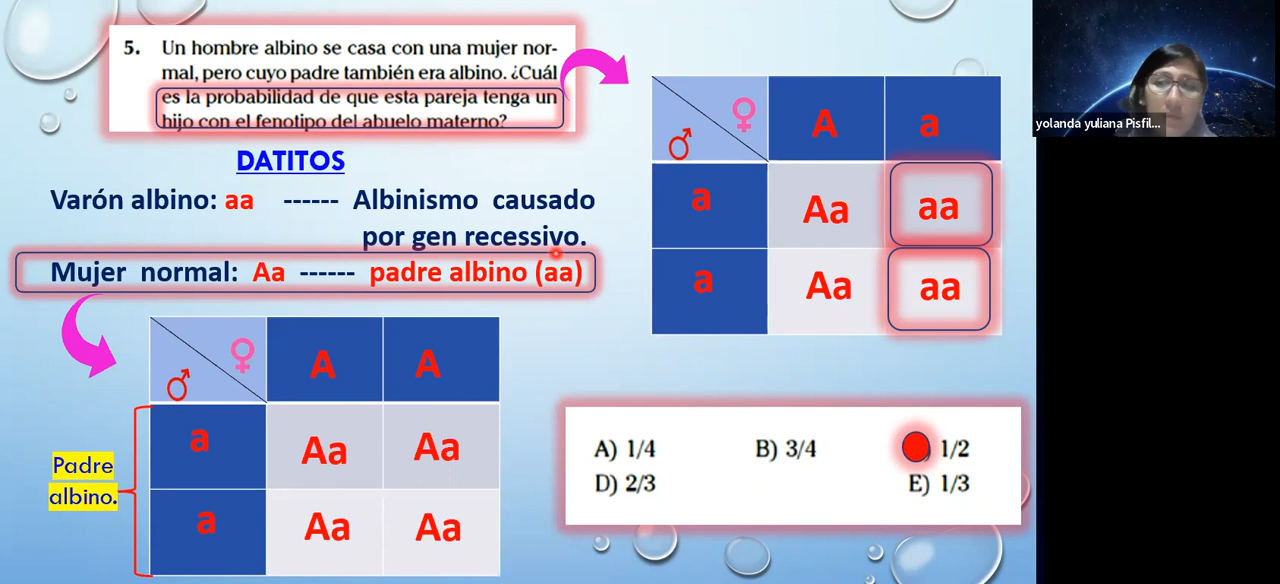 5. Un hombre albino se casa con una mujer nor-
mal, pero cuyo padre también era albino. ¿Cuál
es la probabilidad de que esta pareja tenga un
hijo con el fenotipo del abuelo materno?
DATITOS
Varón albino: aa ------ Albinismo causado
por gen recessivo.
Mujer normal: Aa ------ padre albino (aa)
♀ A A
♂
a Aa Aa
a Aa Aa
Padre
albino.
♀ A a
♂
a Aa aa
a Aa aa
A) 1/4 B) 3/4 ) 1/2
D) 2/3 E) 1/3
yolanda yuliana Pisfil...